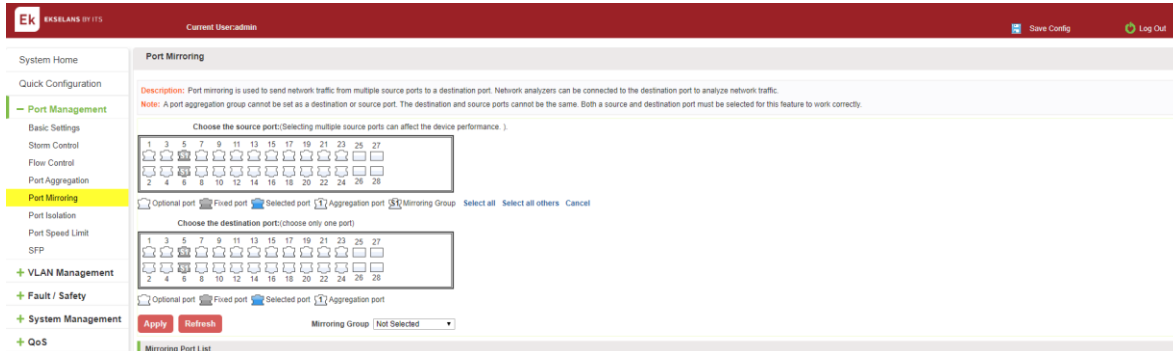 Ek EKSELANS BY ITS
Current User:admin
Save Config
Log Out
System Home
Quick Configuration
− Port Management
Basic Settings
Storm Control
Flow Control
Port Aggregation
Port Mirroring
Port Isolation
Port Speed Limit
SFP
+ VLAN Management
+ Fault / Safety
+ System Management
+ QoS
Port Mirroring
Description: Port mirroring is used to send network traffic from multiple source ports to a destination port. Network analyzers can be connected to the destination port to analyze network traffic.
Note: A port aggregation group cannot be set as a destination or source port. The destination and source ports cannot be the same. Both a source and destination port must be selected for this feature to work correctly.
Choose the source port:(Selecting multiple source ports can affect the device performance. ).
1 3 5 7 9 11 13 15 17 19 21 23 25 27
2 4 6 8 10 12 14 16 18 20 22 24 26 28
Optional port Fixed port Selected port 1 Aggregation port S1 Mirroring Group Select all Select all others Cancel
Choose the destination port:(choose only one port)
1 3 5 7 9 11 13 15 17 19 21 23 25 27
2 4 6 8 10 12 14 16 18 20 22 24 26 28
Optional port Fixed port Selected port 1 Aggregation port
Apply Refresh Mirroring Group Not Selected
Mirroring Port List